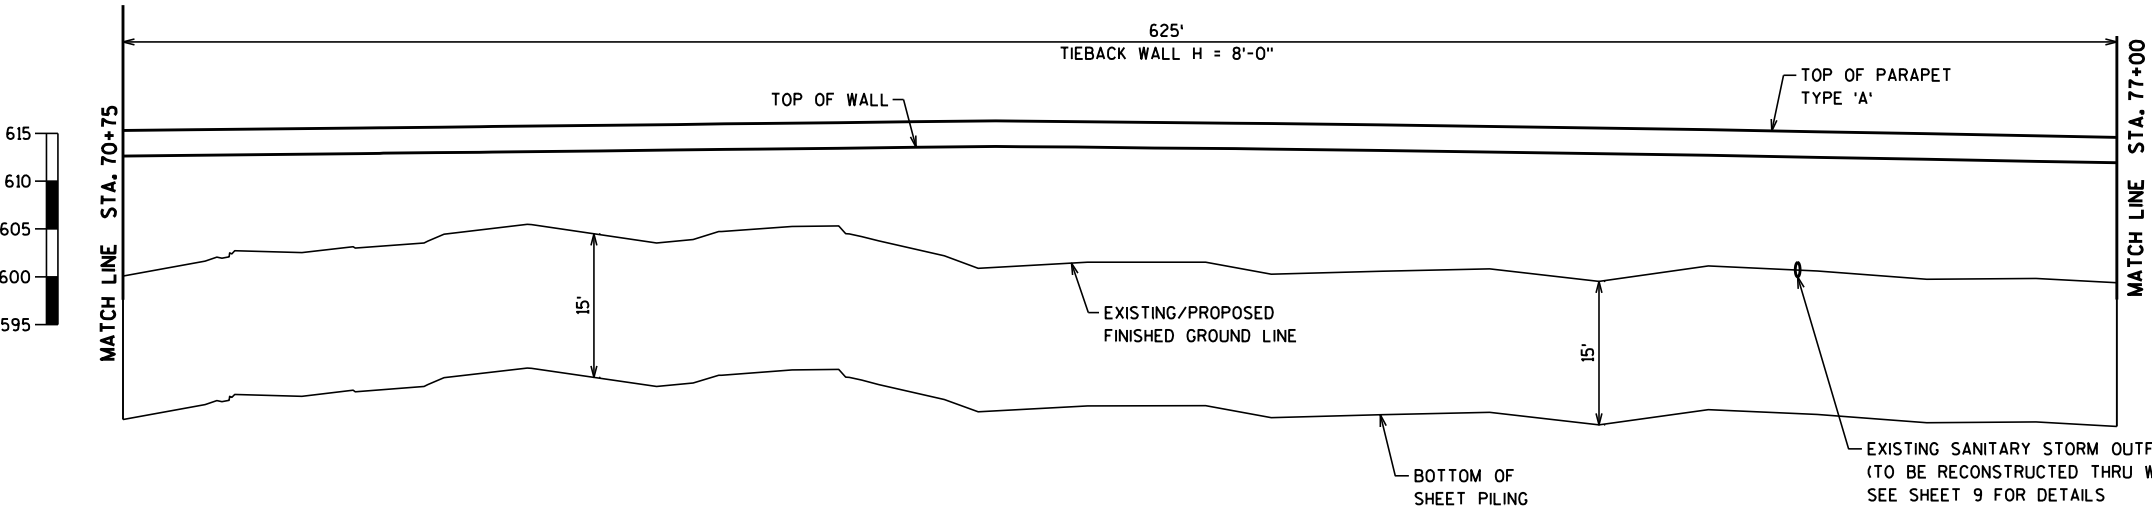 625'
TIEBACK WALL H = 8'-0"
TOP OF PARAPET
TYPE 'A'
TOP OF WALL
MATCH LINE STA. 70+75
MATCH LINE STA. 77+00
615
610
605
600
595
15'
EXISTING/PROPOSED
FINISHED GROUND LINE
15'
BOTTOM OF
SHEET PILING
EXISTING SANITARY STORM
(TO BE RECONSTRUCTED THRU
SEE SHEET 9 FOR DETAILS